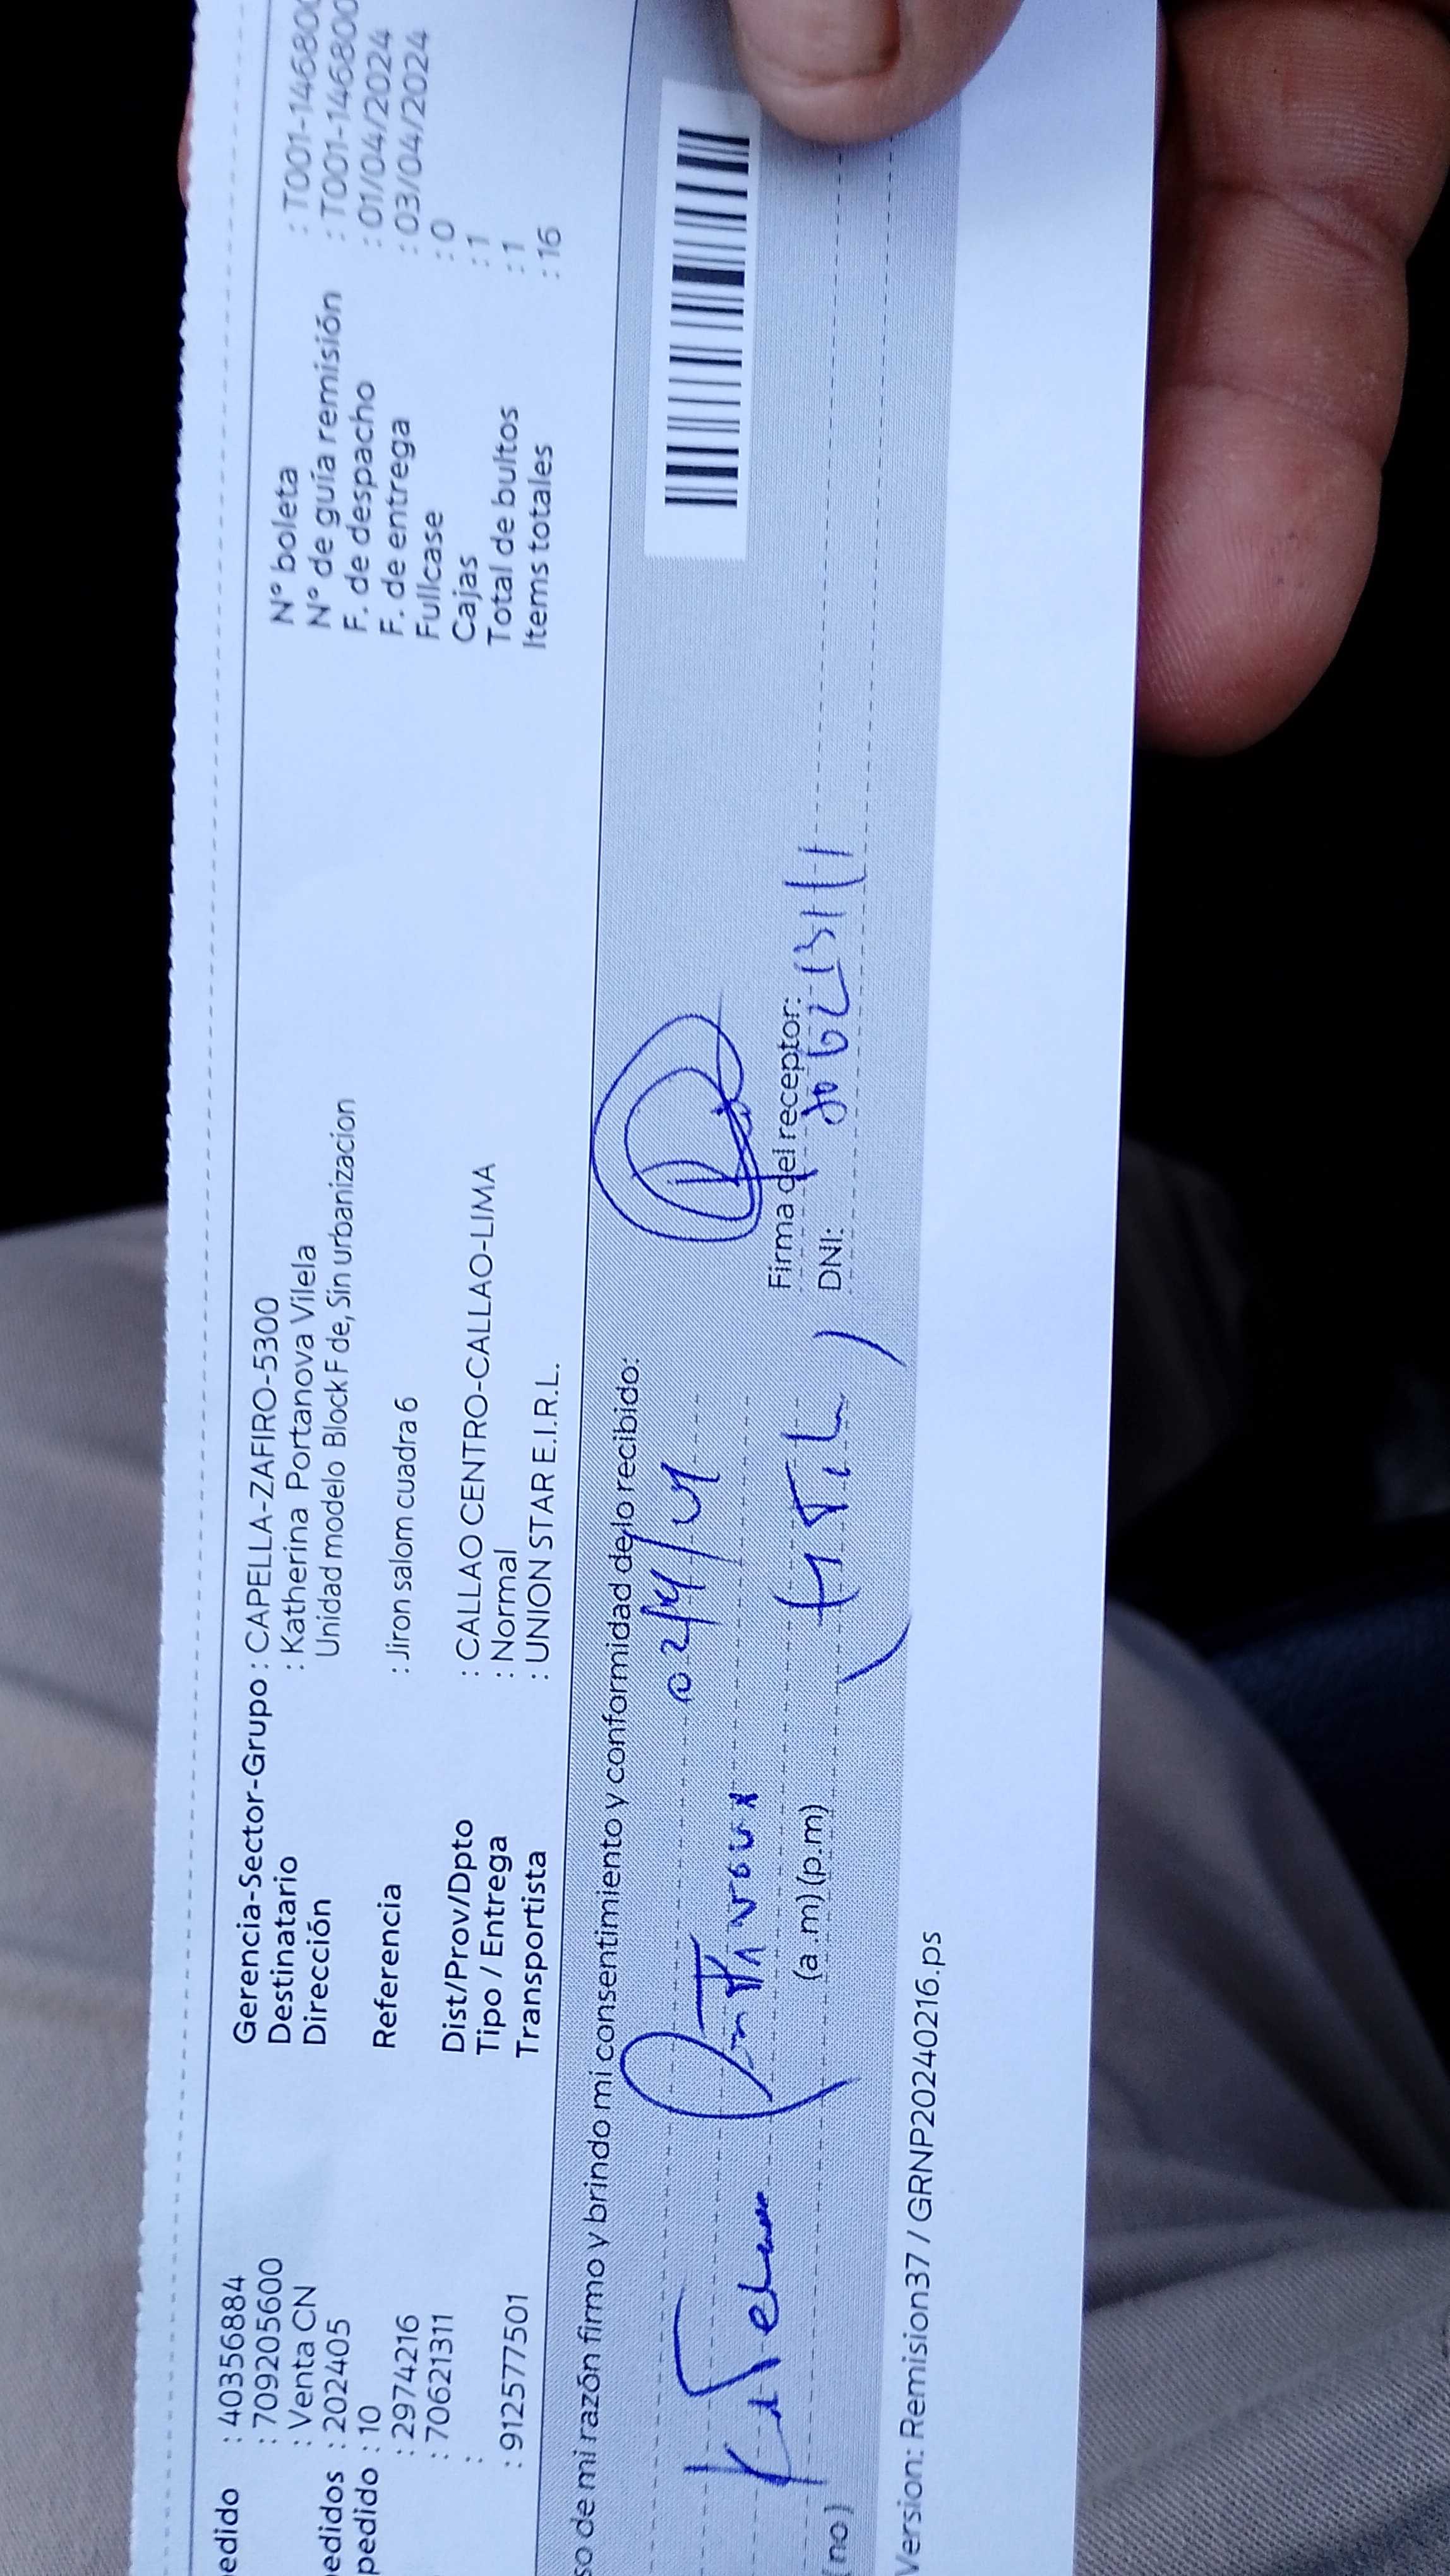 edido : 40356884
: 709205600
: Venta CN
edidos : 202405
pedido : 10
: 2974216
: 70621311
:
: 912577501
Gerencia-Sector-Grupo : CAPELLA-ZAFIRO-5300
Destinatario : Katherina Portanova Vilela
Dirección Unidad modelo Block F de, Sin urbanizacion
Referencia : Jiron salom cuadra 6
Dist/Prov/Dpto : CALLAO CENTRO-CALLAO-LIMA
Tipo / Entrega : Normal
Transportista : UNION STAR E.I.R.L.
N° boleta : T001-146800
N° de guía remisión : T001-146800
F. de despacho : 01/04/2024
F. de entrega : 03/04/2024
Fullcase : 0
Cajas : 1
Total de bultos : 1
Items totales : 16
so de mi razón firmo y brindo mi consentimiento y conformidad de lo recibido:
Firma del receptor:
(no) (a .m) (p.m) DNI: 70621311
Version: Remision37 / GRNP20240216.ps